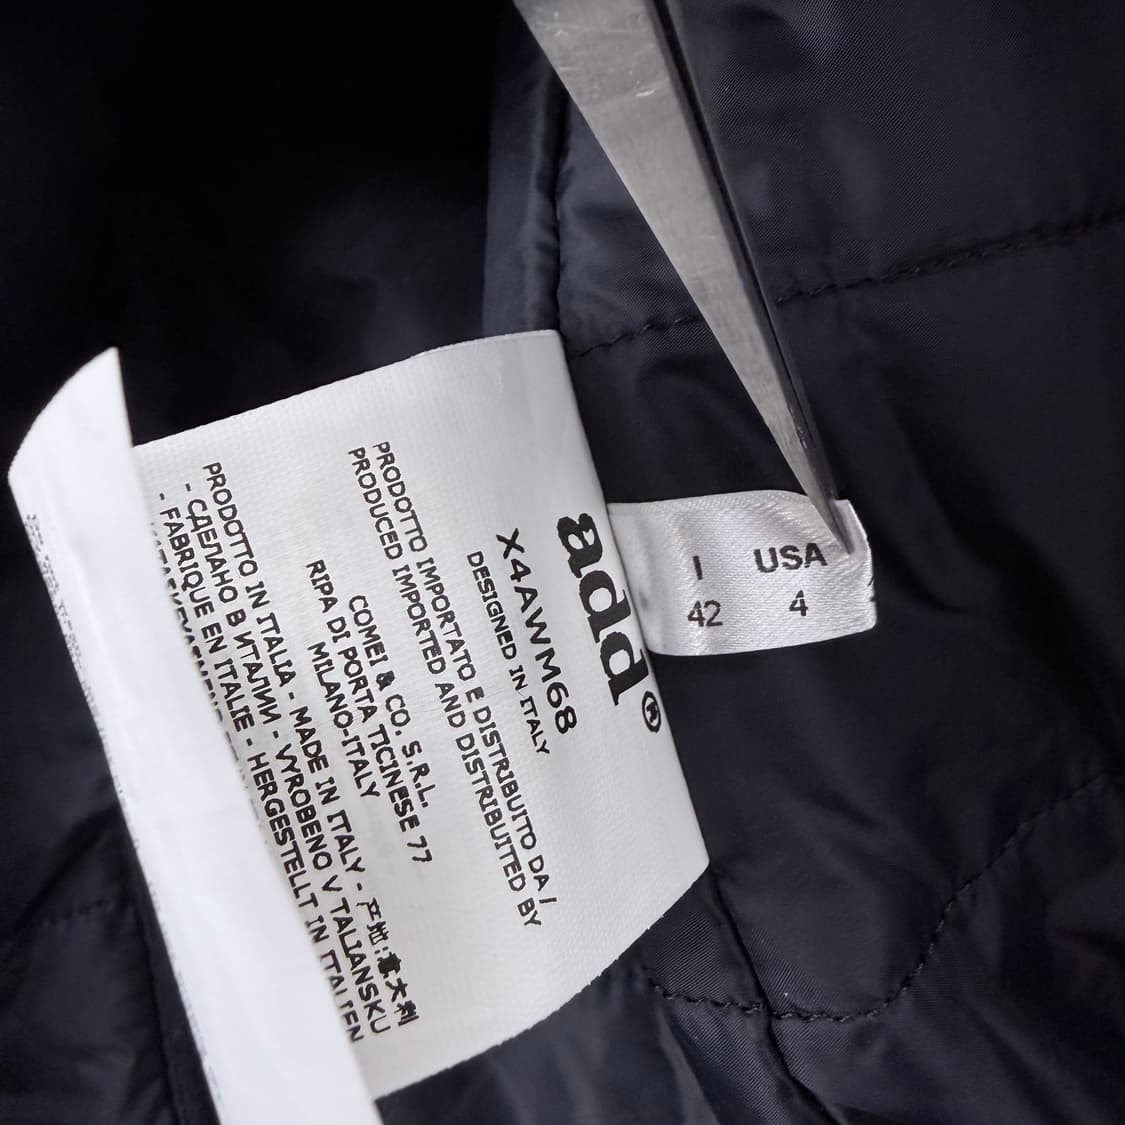 add®
X4AWM68
DESIGNED IN ITALY
PRODOTTO IMPORTATO E DISTRIBUITO DA /
PRODUCED IMPORTED AND DISTRIBUITED BY
COMEI & CO. S.R.L.
RIPA DI PORTA TICINESE 77
MILANO-ITALY
PRODOTTO IN ITALIA - MADE IN ITALY - 产地:意大利
- СДЕЛАНО В ИТАЛИИ - VYROBENO V TALIANSKU
- FABRIQUE EN ITALIE - HERGESTELLT IN ITALIEN
I USA
42 4